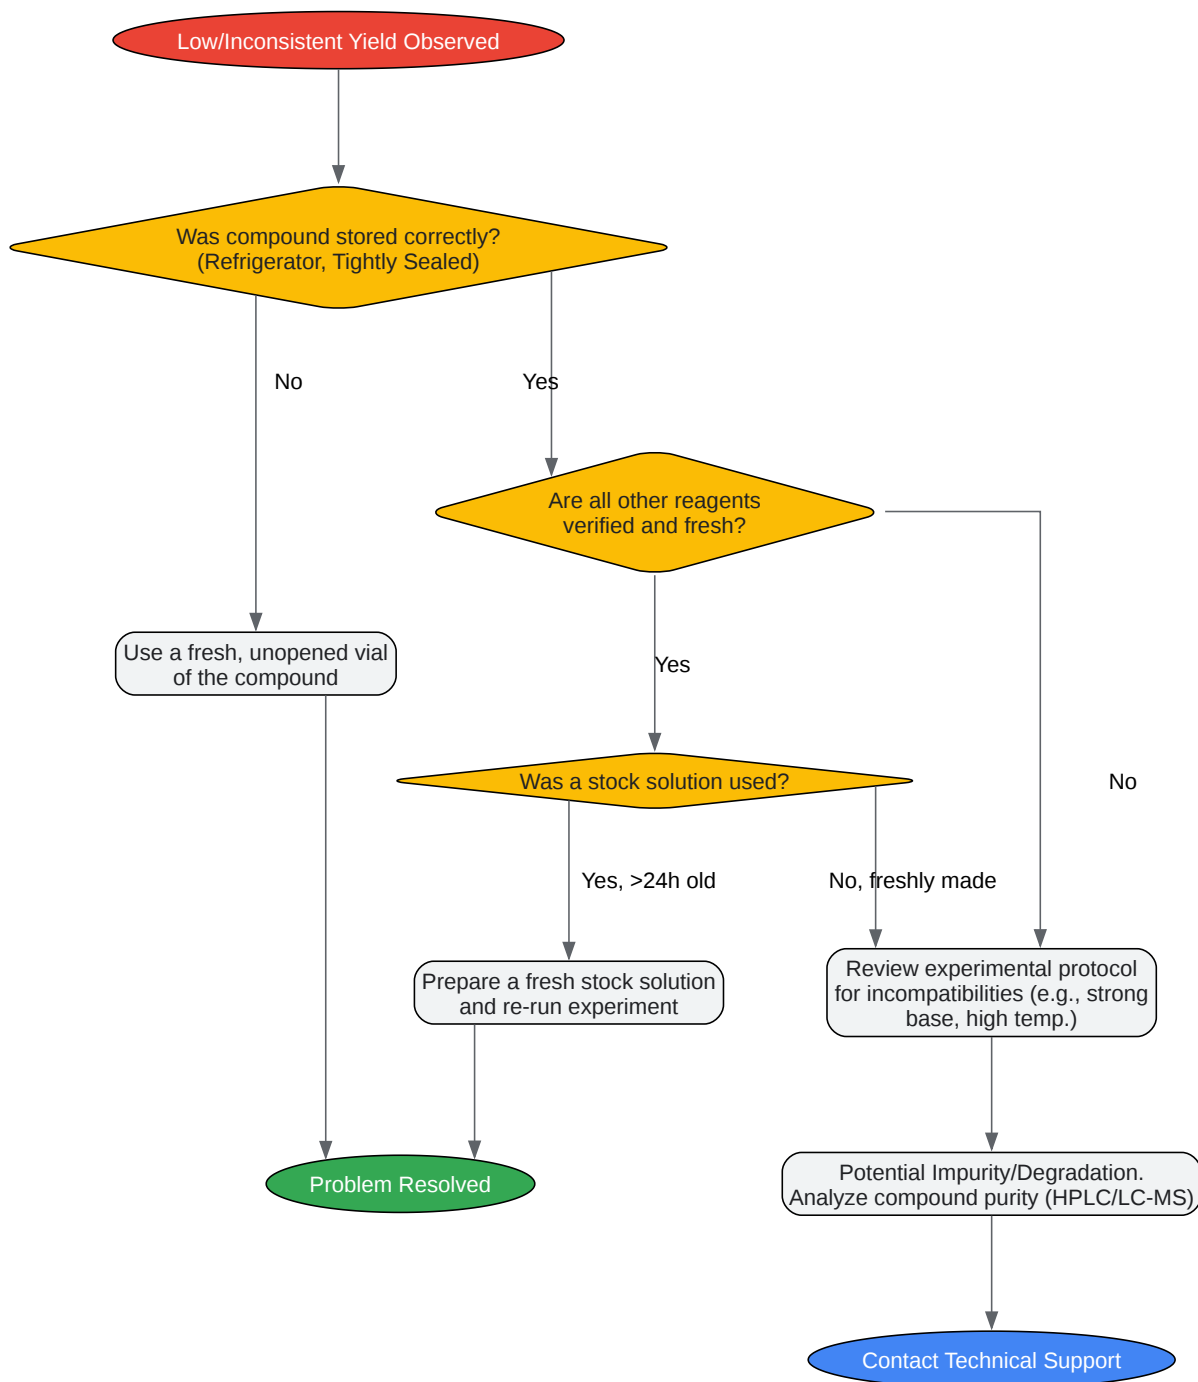 Low/Inconsistent Yield Observed
Was compound stored correctly?
(Refrigerator, Tightly Sealed)
No
Yes
Are all other reagents
verified and fresh?
Use a fresh, unopened vial
of the compound
Yes
Was a stock solution used?
No
Yes, >24h old
No, freshly made
Prepare a fresh stock solution
and re-run experiment
Review experimental protocol
for incompatibilities (e.g., strong
base, high temp.)
Problem Resolved
Potential Impurity/Degradation.
Analyze compound purity (HPLC/LC-MS)
Contact Technical Support